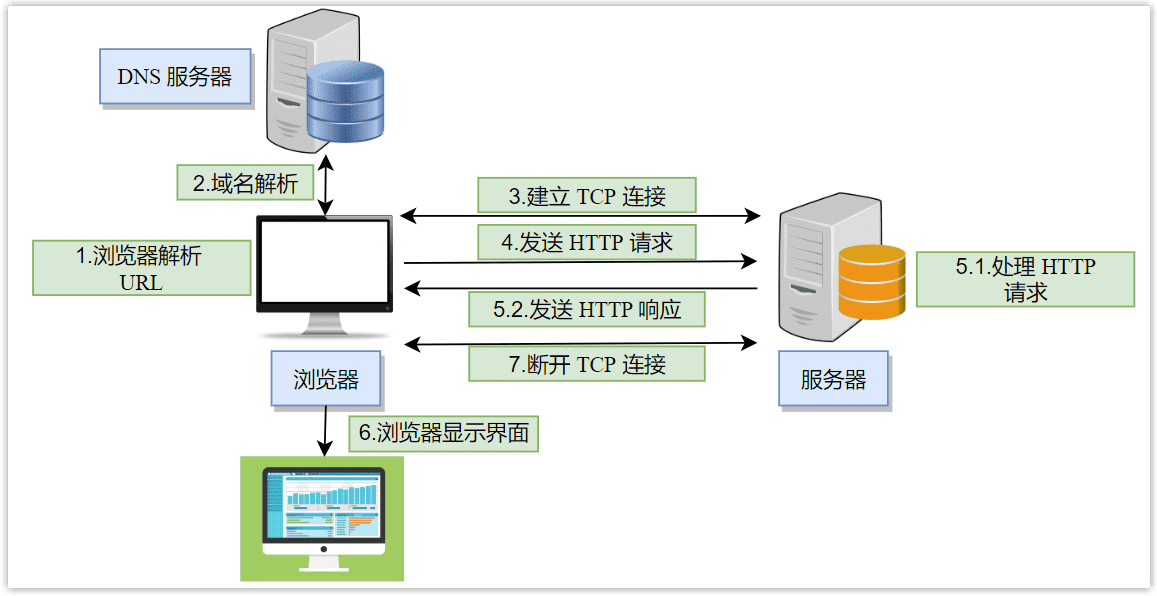 DNS 服务器
2.域名解析
3.建立 TCP 连接
4.发送 HTTP 请求
1.浏览器解析
URL
5.1.处理 HTTP
请求
5.2.发送 HTTP 响应
7.断开 TCP 连接
浏览器
服务器
6.浏览器显示界面